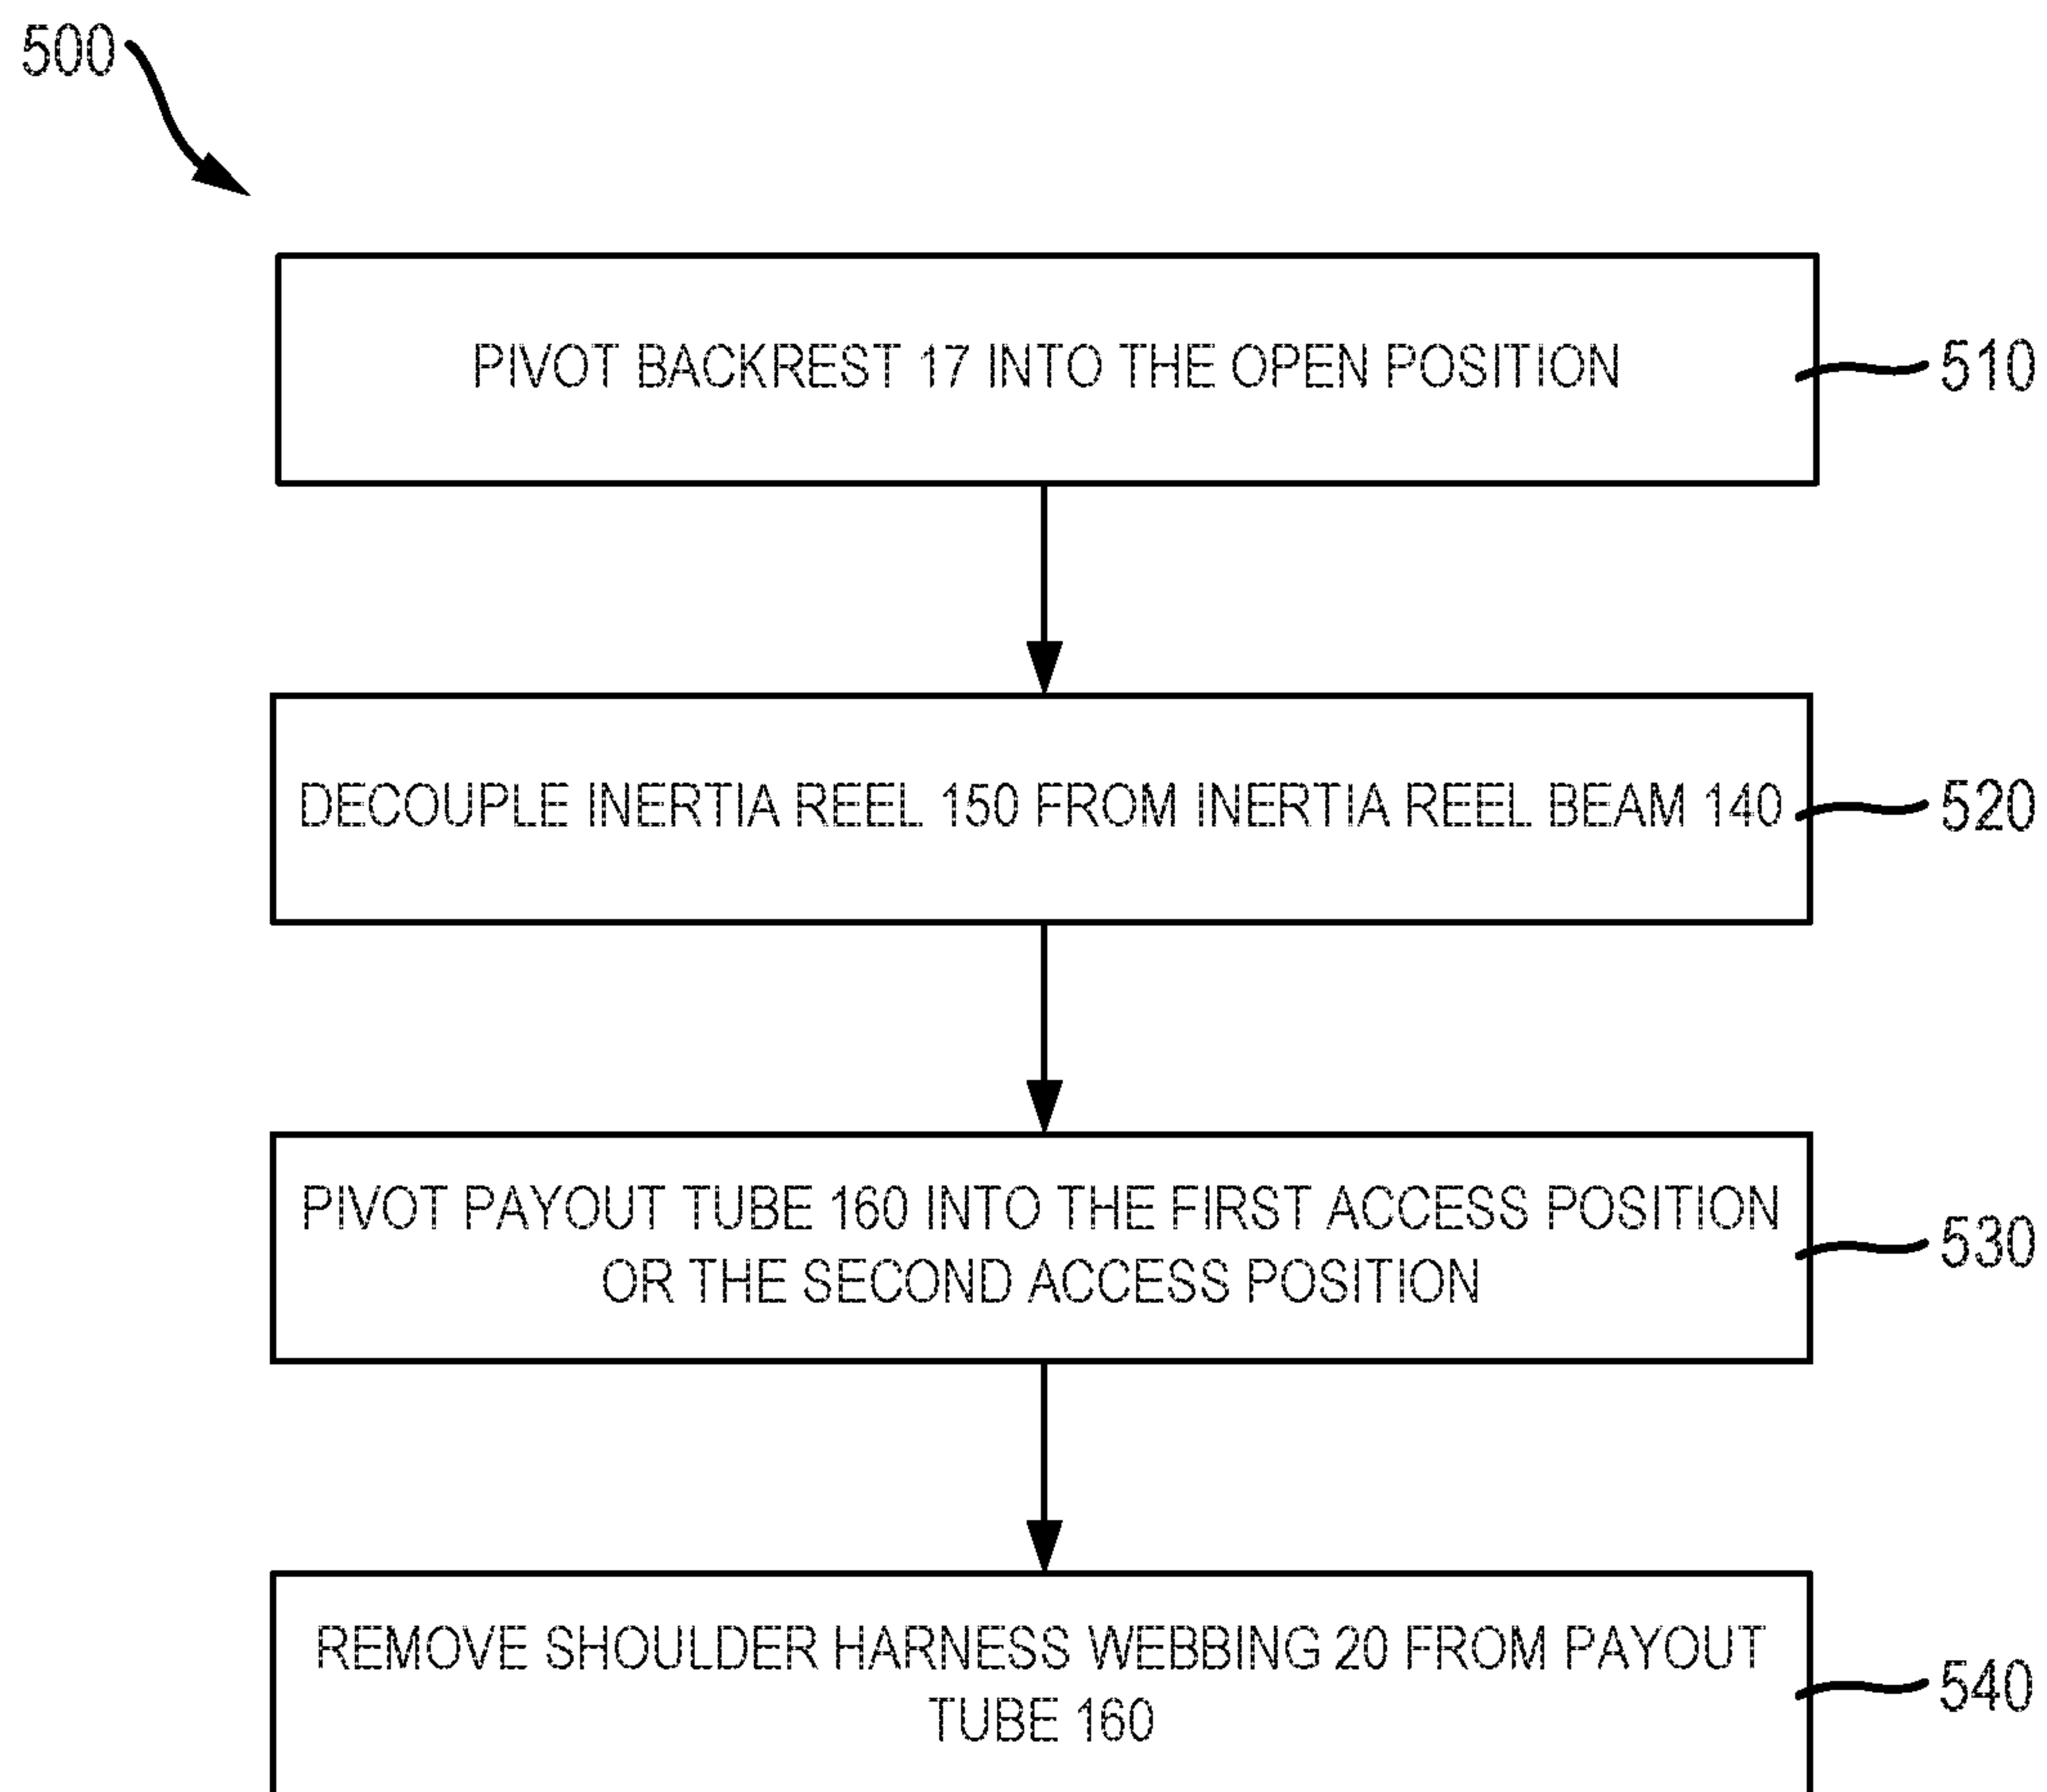 500
PIVOT BACKREST 17 INTO THE OPEN POSITION
510
DECOUPLE INERTIA REEL 150 FROM INERTIA REEL BEAM 140
520
PIVOT PAYOUT TUBE 160 INTO THE FIRST ACCESS POSITION
OR THE SECOND ACCESS POSITION
530
REMOVE SHOULDER HARNESS WEBBING 20 FROM PAYOUT
TUBE 160
540